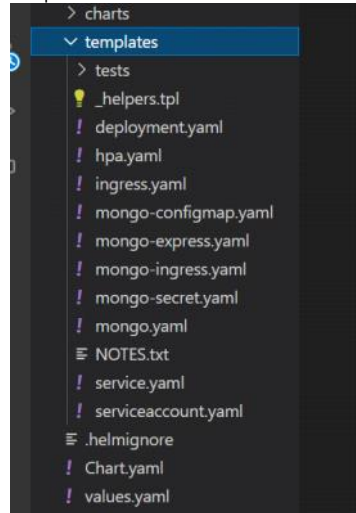 charts
templates
tests
_helpers.tpl
deployment.yaml
hpa.yaml
ingress.yaml
mongo-configmap.yaml
mongo-express.yaml
mongo-ingress.yaml
mongo-secret.yaml
mongo.yaml
NOTES.txt
service.yaml
serviceaccount.yaml
.helmignore
Chart.yaml
values.yaml